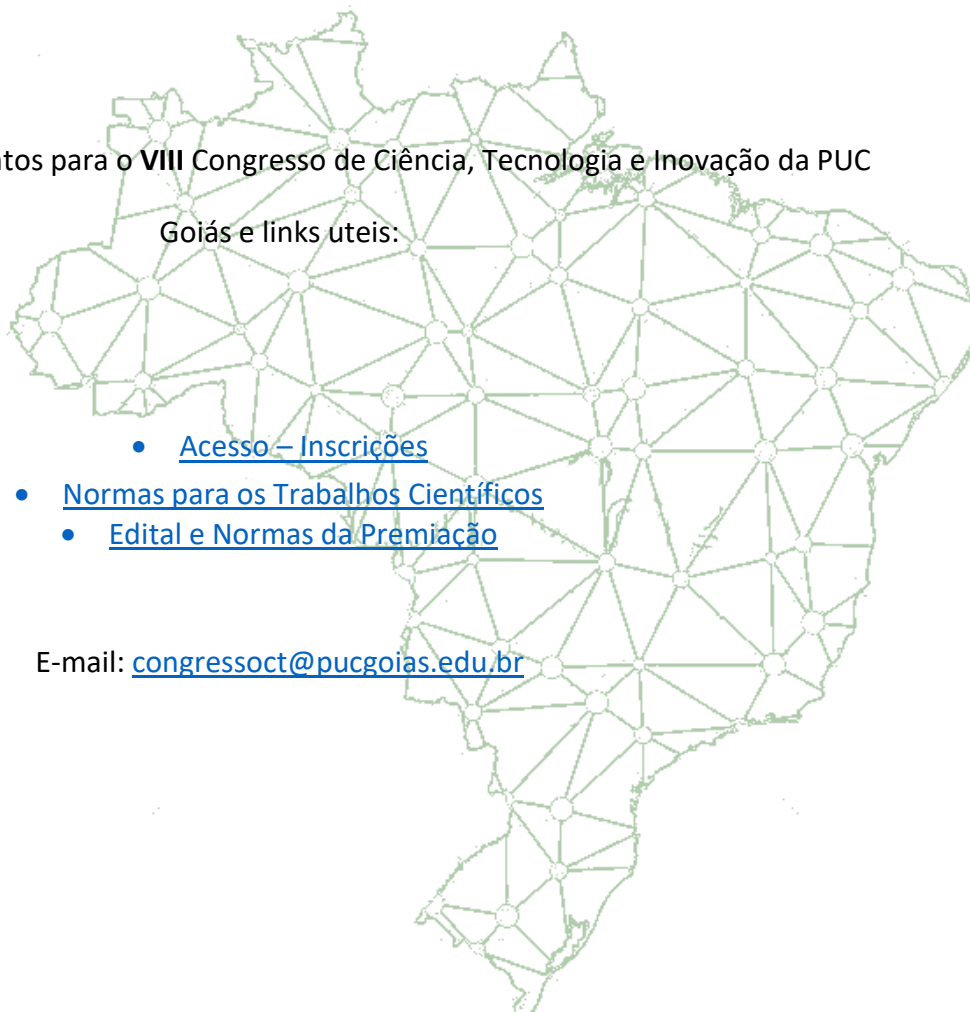 para o VIII Congresso de Ciência, Tecnologia e Inovação da PUC
Goiás e links uteis:
• Acesso – Inscrições
• Normas para os Trabalhos Científicos
• Edital e Normas da Premiação
E-mail: congressoct@pucgoias.edu.br